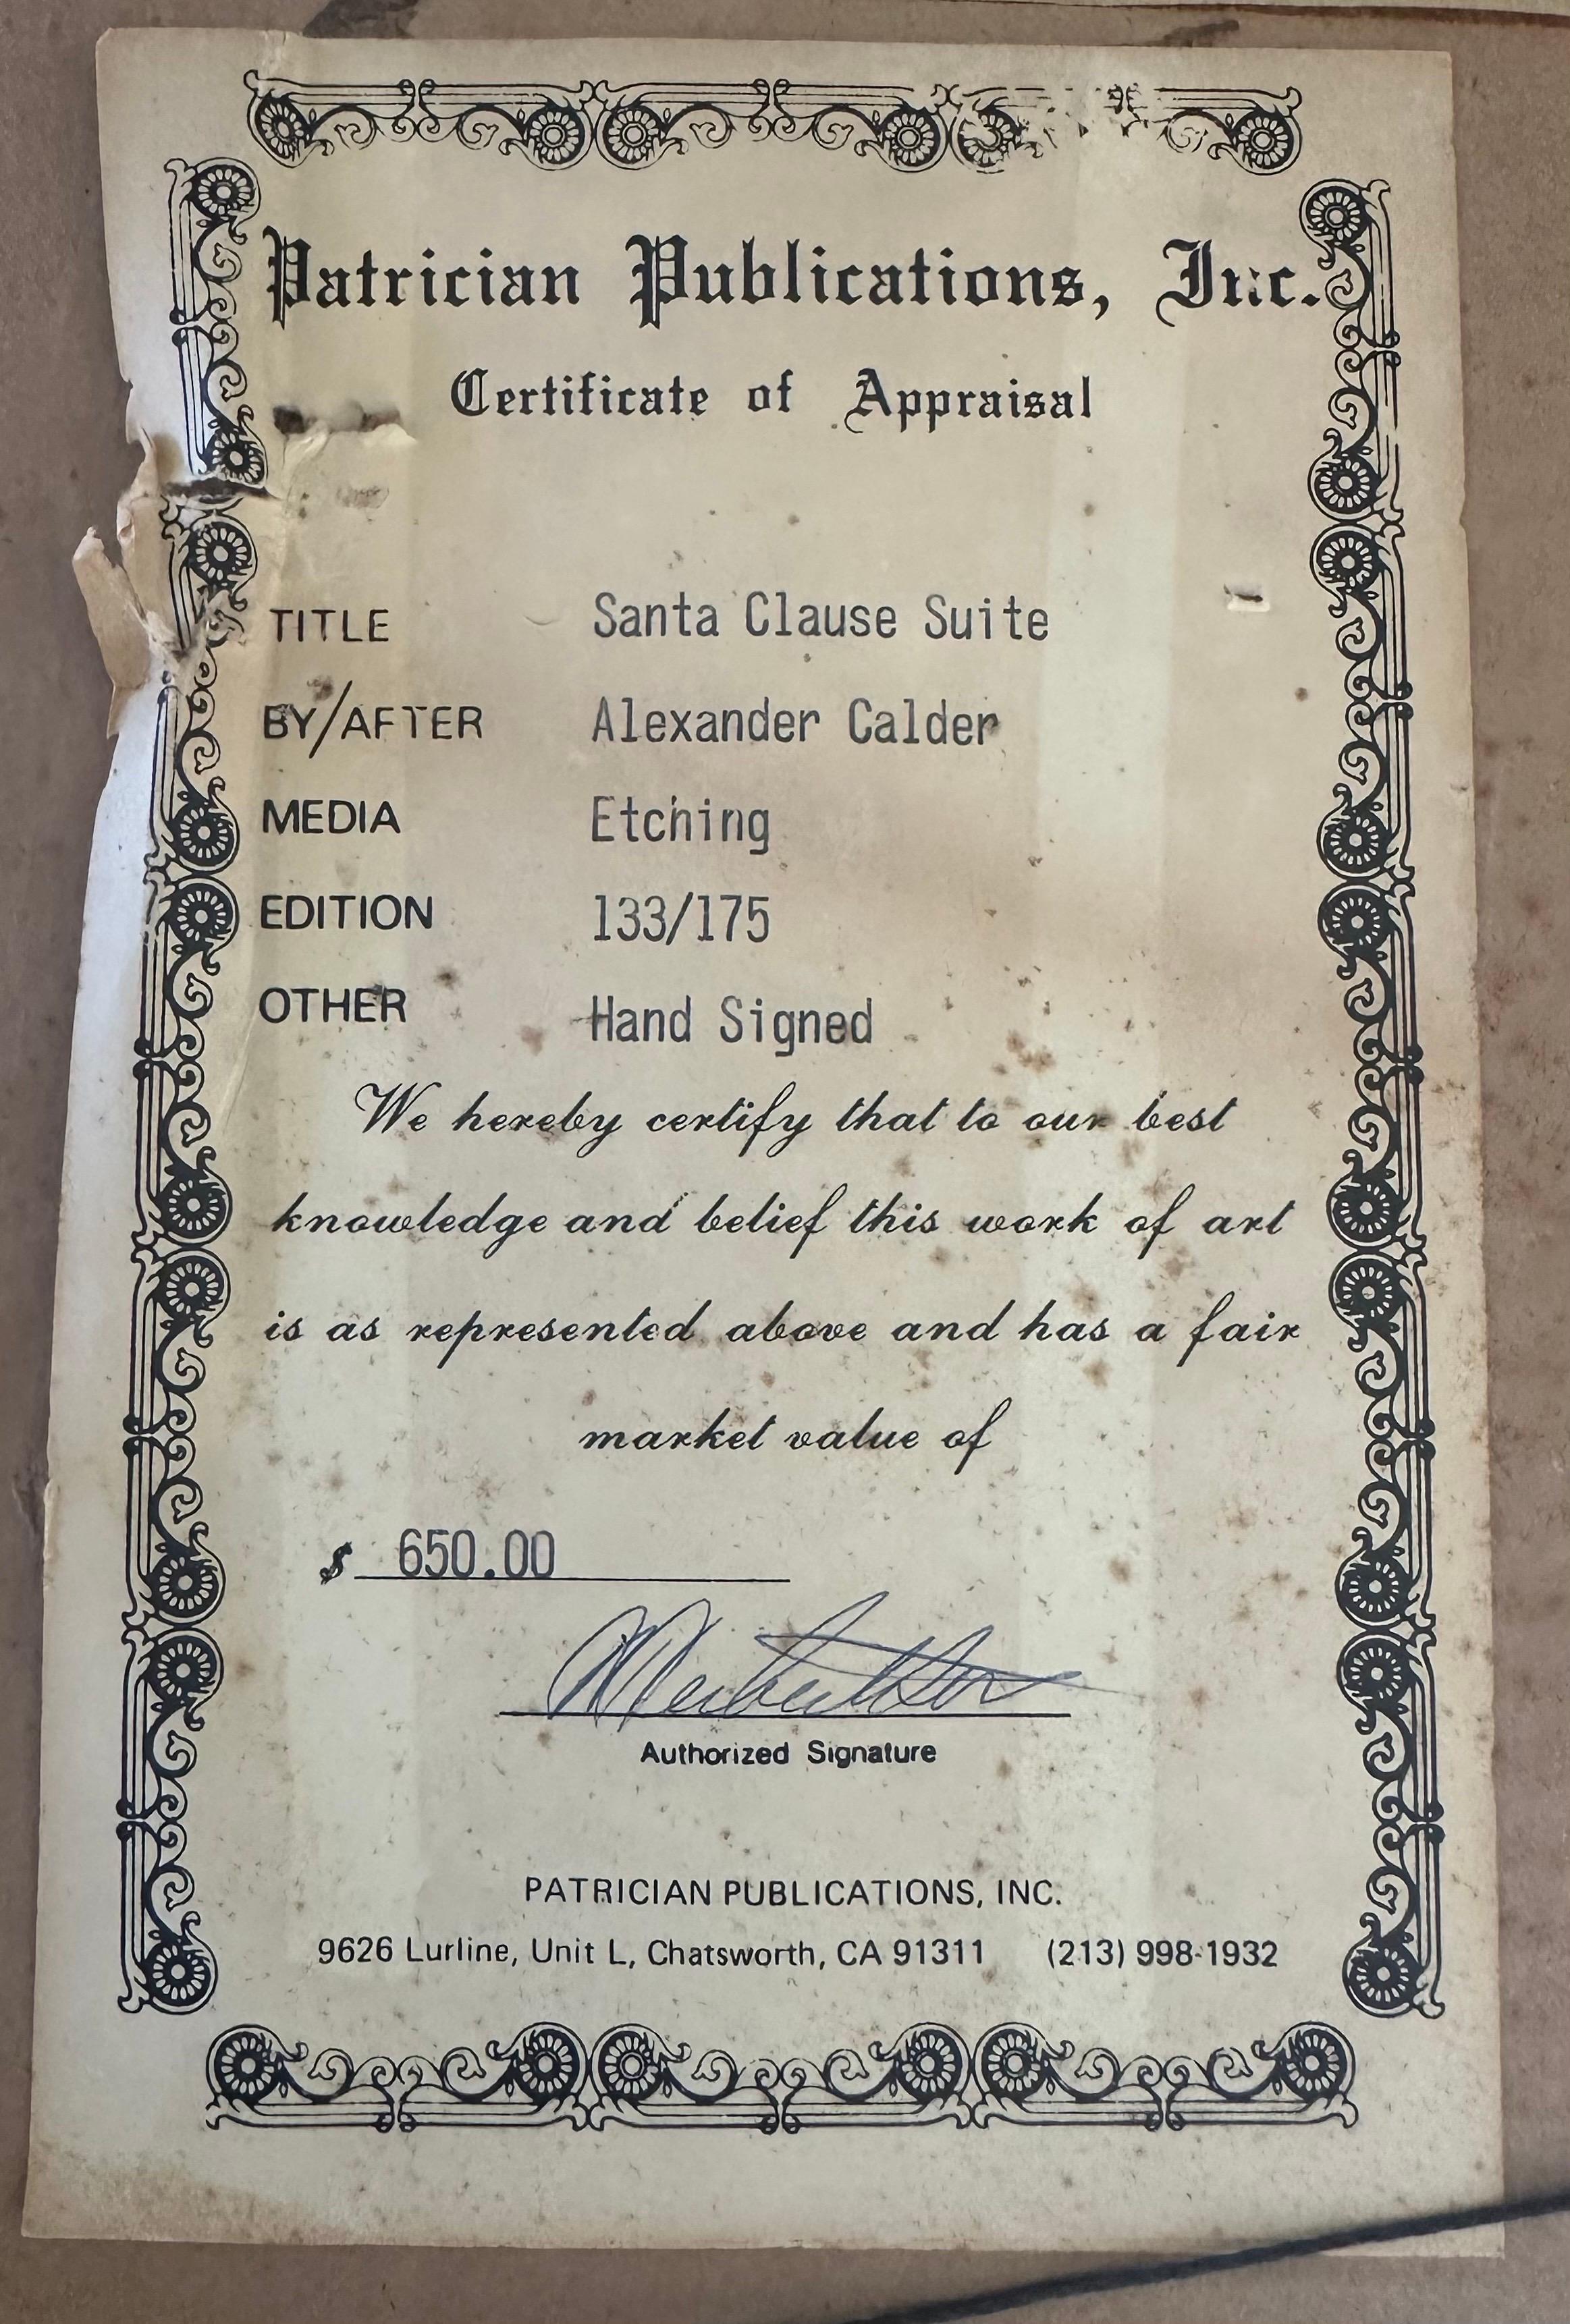 Patrician Publications, Inc.
Certificate of Appraisal
TITLE Santa Clause Suite
BY/AFTER Alexander Calder
MEDIA Etching
EDITION 133/175
OTHER Hand Signed
We hereby certify that to our best
knowledge and belief this work of art
is as represented above and has a fair
market value of
$ 650.00
Authorized Signature
PATRICIAN PUBLICATIONS, INC.
9626 Lurline, Unit L, Chatsworth, CA 91311 (213) 998-1932